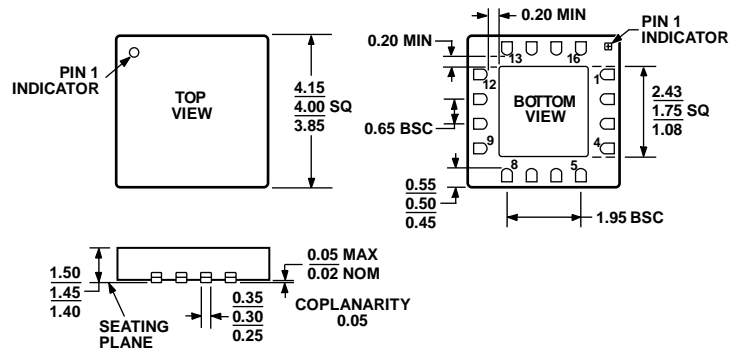 PIN 1
INDICATOR
TOP
VIEW
4.15
4.00 SQ
3.85
0.20 MIN
0.20 MIN
PIN 1
INDICATOR
13
16
12
1
BOTTOM
VIEW
2.43
1.75 SQ
1.08
0.65 BSC
9
4
8
5
0.55
0.50
0.45
1.95 BSC
1.50
1.45
1.40
SEATING
PLANE
0.35
0.30
0.25
0.05 MAX
0.02 NOM
COPLANARITY
0.05